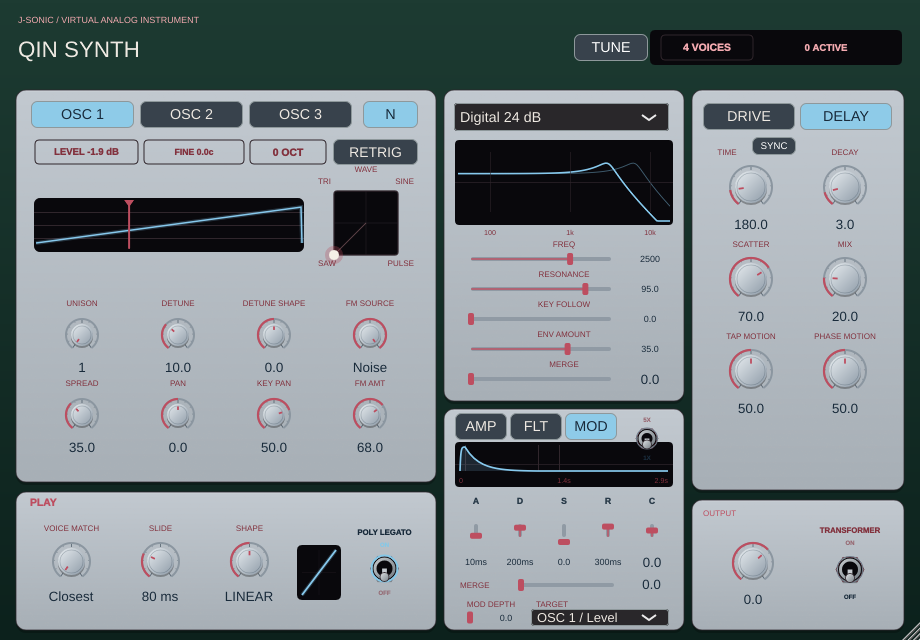 J-SONIC / VIRTUAL ANALOG INSTRUMENT
QIN SYNTH
TUNE
4 VOICES
0 ACTIVE
OSC 1
OSC 2
OSC 3
N
LEVEL -1.9 dB
FINE 0.0c
0 OCT
RETRIG
WAVE
TRI
SINE
SAW
PULSE
UNISON
DETUNE
DETUNE SHAPE
FM SOURCE
1
10.0
0.0
Noise
SPREAD
PAN
KEY PAN
FM AMT
35.0
0.0
50.0
68.0
PLAY
VOICE MATCH
SLIDE
SHAPE
POLY LEGATO
OFF
Closest
80 ms
LINEAR
Digital 24 dB
100
1k
10k
FREQ
2500
RESONANCE
95.0
KEY FOLLOW
0.0
ENV AMOUNT
35.0
MERGE
0.0
AMP
FLT
MOD
5X
1X
0
1.4s
2.8s
A
D
S
R
C
10ms
200ms
0.0
300ms
0.0
MERGE
0.0
MOD DEPTH
0.0
TARGET
OSC 1 / Level
DRIVE
DELAY
TIME
SYNC
DECAY
180.0
3.0
SCATTER
MIX
70.0
20.0
TAP MOTION
PHASE MOTION
50.0
50.0
OUTPUT
TRANSFORMER
ON
OFF
0.0